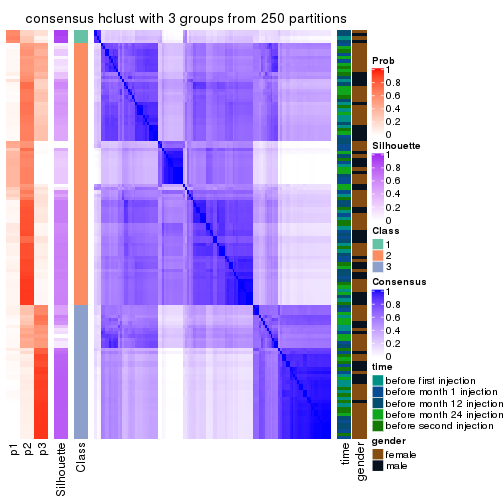 consensus hclust with 3 groups from 250 partitions
p1
p2
p3
Silhouette
Class
time
gender
Prob
1
0.8
0.6
0.4
0.2
0
Silhouette
1
0.8
0.6
0.4
0.2
0
Class
1
2
3
Consensus
1
0.8
0.6
0.4
0.2
0
time
before first injection
before month 1 injection
before month 12 injection
before month 24 injection
before second injection
gender
female
male